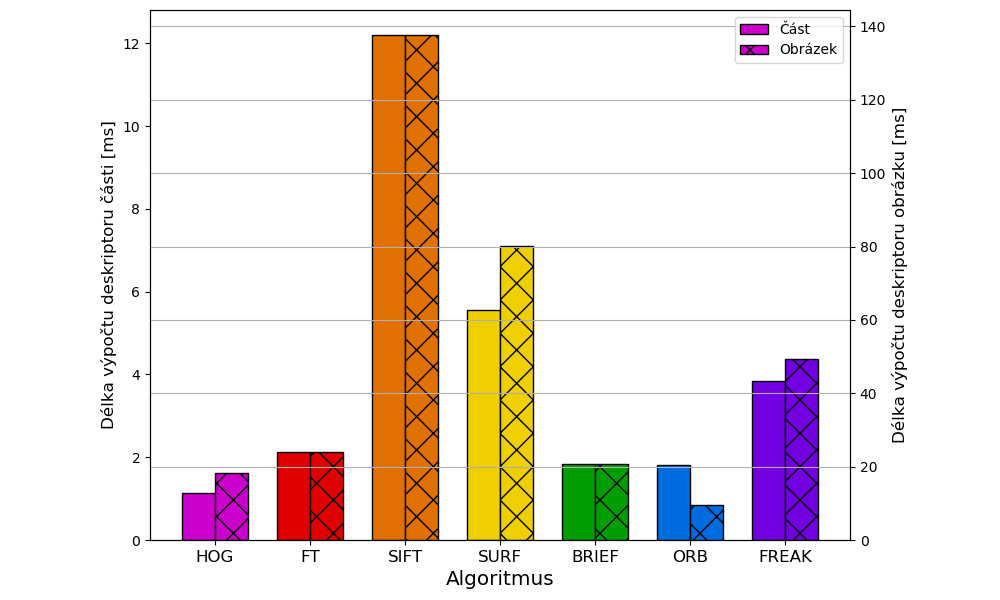 Část
Obrázek
Délka výpočtu deskriptoru části [ms]
12
10
8
6
4
2
0
140
120
100
80
60
40
20
0
Délka výpočtu deskriptoru obrázku [ms]
HOG FT SIFT SURF BRIEF ORB FREAK
Algoritmus